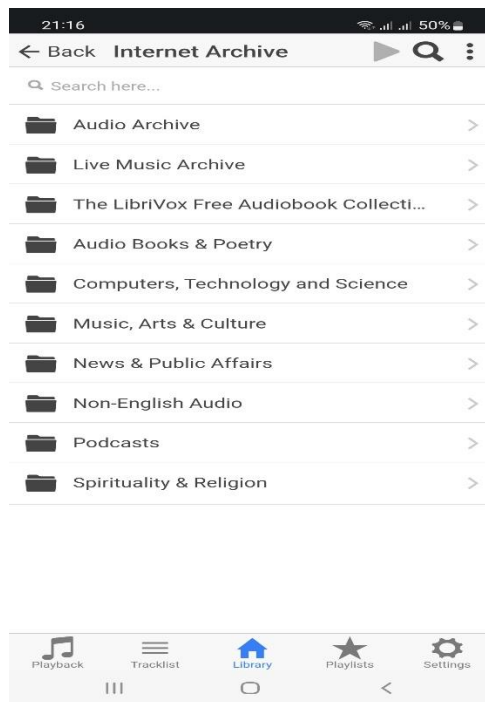 21:16 50%
Back Internet Archive
Search here...
Audio Archive
Live Music Archive
The LibriVox Free Audiobook Collecti...
Audio Books & Poetry
Computers, Technology and Science
Music, Arts & Culture
News & Public Affairs
Non-English Audio
Podcasts
Spirituality & Religion
Playback Tracklist Library Playlists Settings